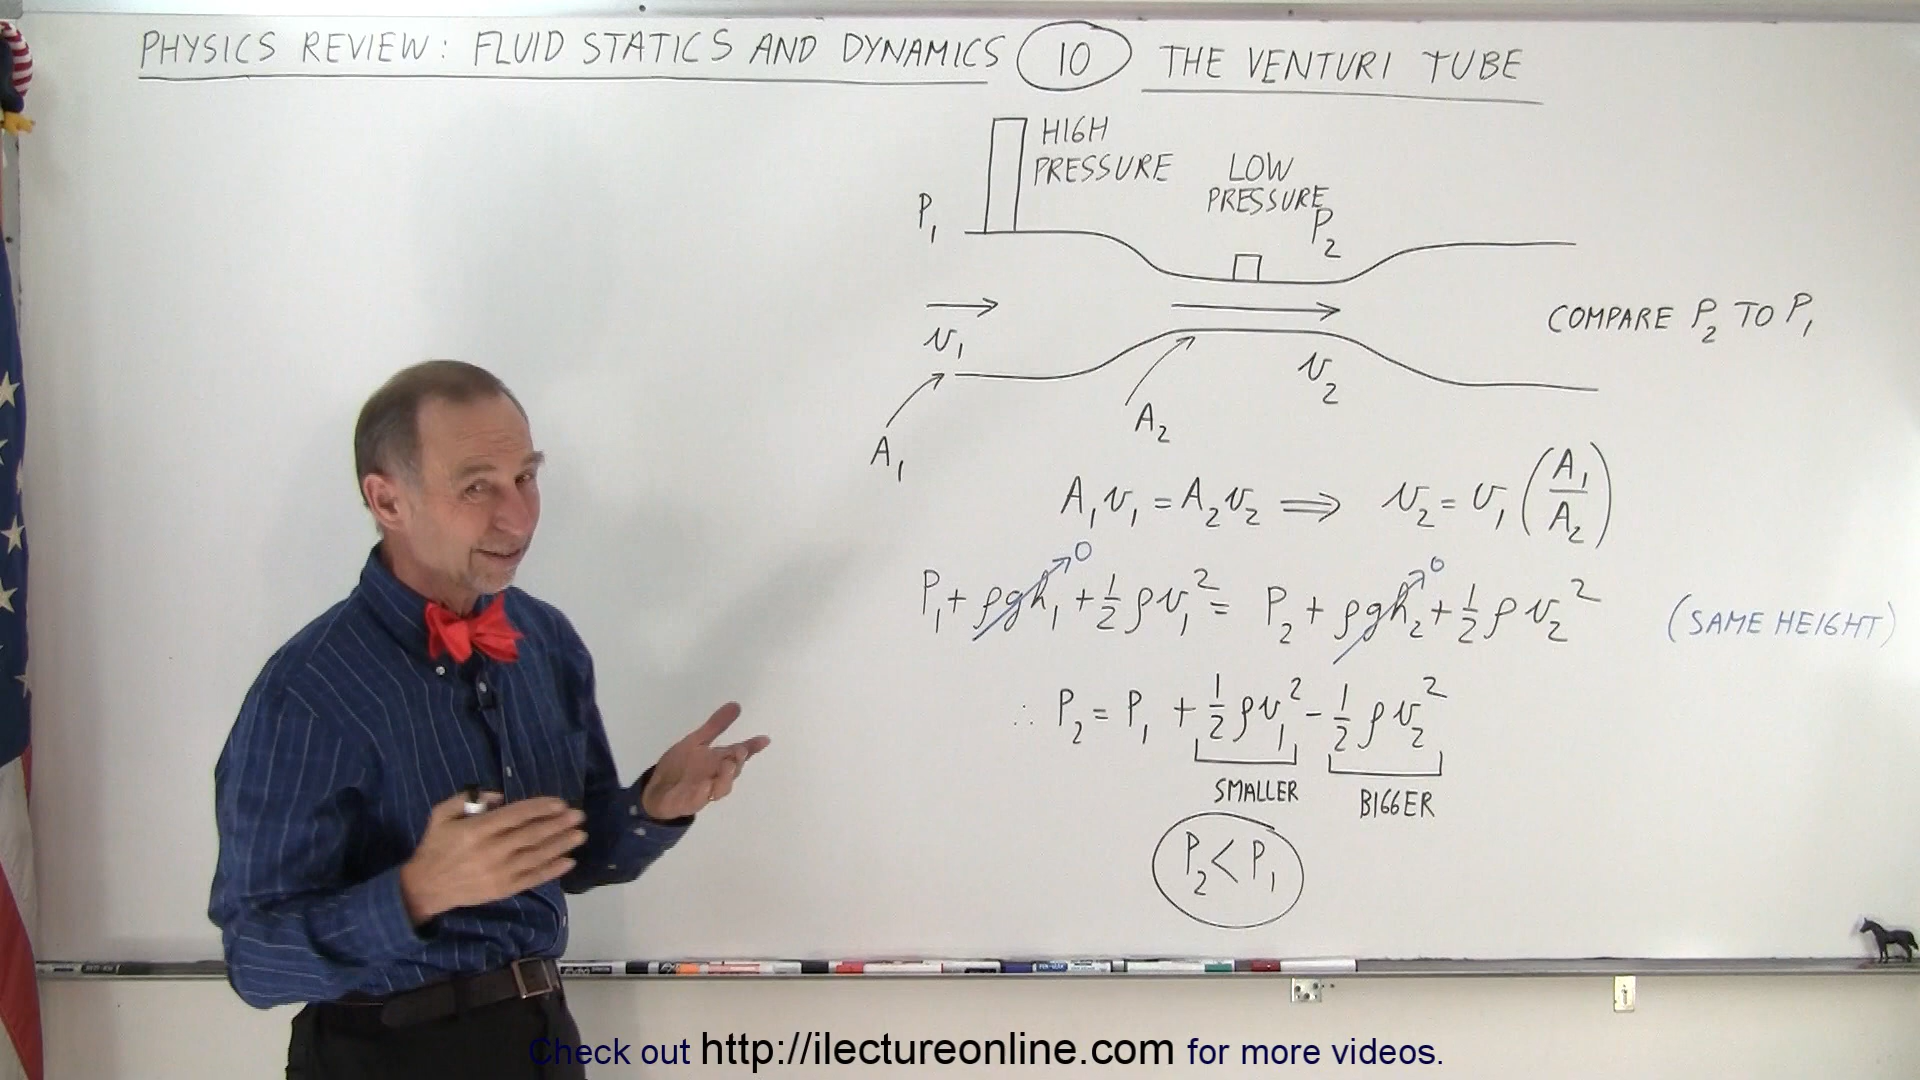 PHYSICS REVIEW: FLUID STATICS AND DYNAMICS 10 THE VENTURI TUBE
HIGH
PRESSURE
LOW
PRESSURE
P₁
P₂
v₁
v₂
COMPARE P₂ TO P₁
A₁
A₂
A₁v₁ = A₂v₂ ⟹ v₂ = v₁(A₁/A₂)
0 0
P₁ + ρgh₁ + ½ρv₁² = P₂ + ρgh₂ + ½ρv₂² (SAME HEIGHT)
∴ P₂ = P₁ + ½ρv₁² − ½ρv₂²
SMALLER BIGGER
P₂ < P₁
Check out http://ilectureonline.com for more videos.